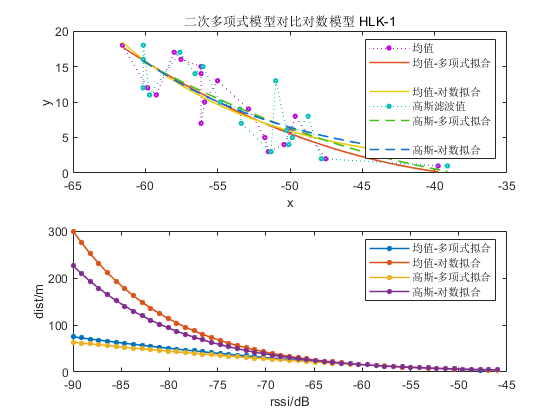 二次多项式模型对比对数模型 HLK-1
20
15
10
5
0
y
-65
-60
-55
-50
-45
-40
-35
x
均值
均值-多项式拟合
均值-对数拟合
高斯滤波值
高斯-多项式拟合
高斯-对数拟合
300
200
100
0
dist/m
-90
-85
-80
-75
-70
-65
-60
-55
-50
-45
rssi/dB
均值-多项式拟合
均值-对数拟合
高斯-多项式拟合
高斯-对数拟合